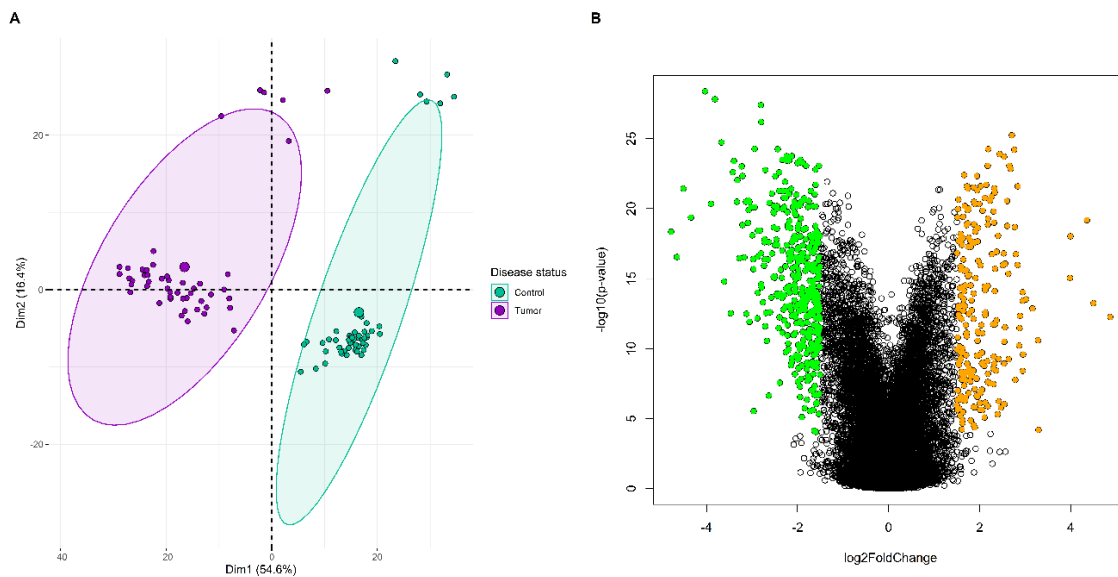 A
Dim2 (16.4%)
20
0
-20
40
20
0
20
Dim1 (54.6%)
Disease status
Control
Tumor
B
-log10(p-value)
25
20
15
10
5
0
-4
-2
0
2
4
log2FoldChange